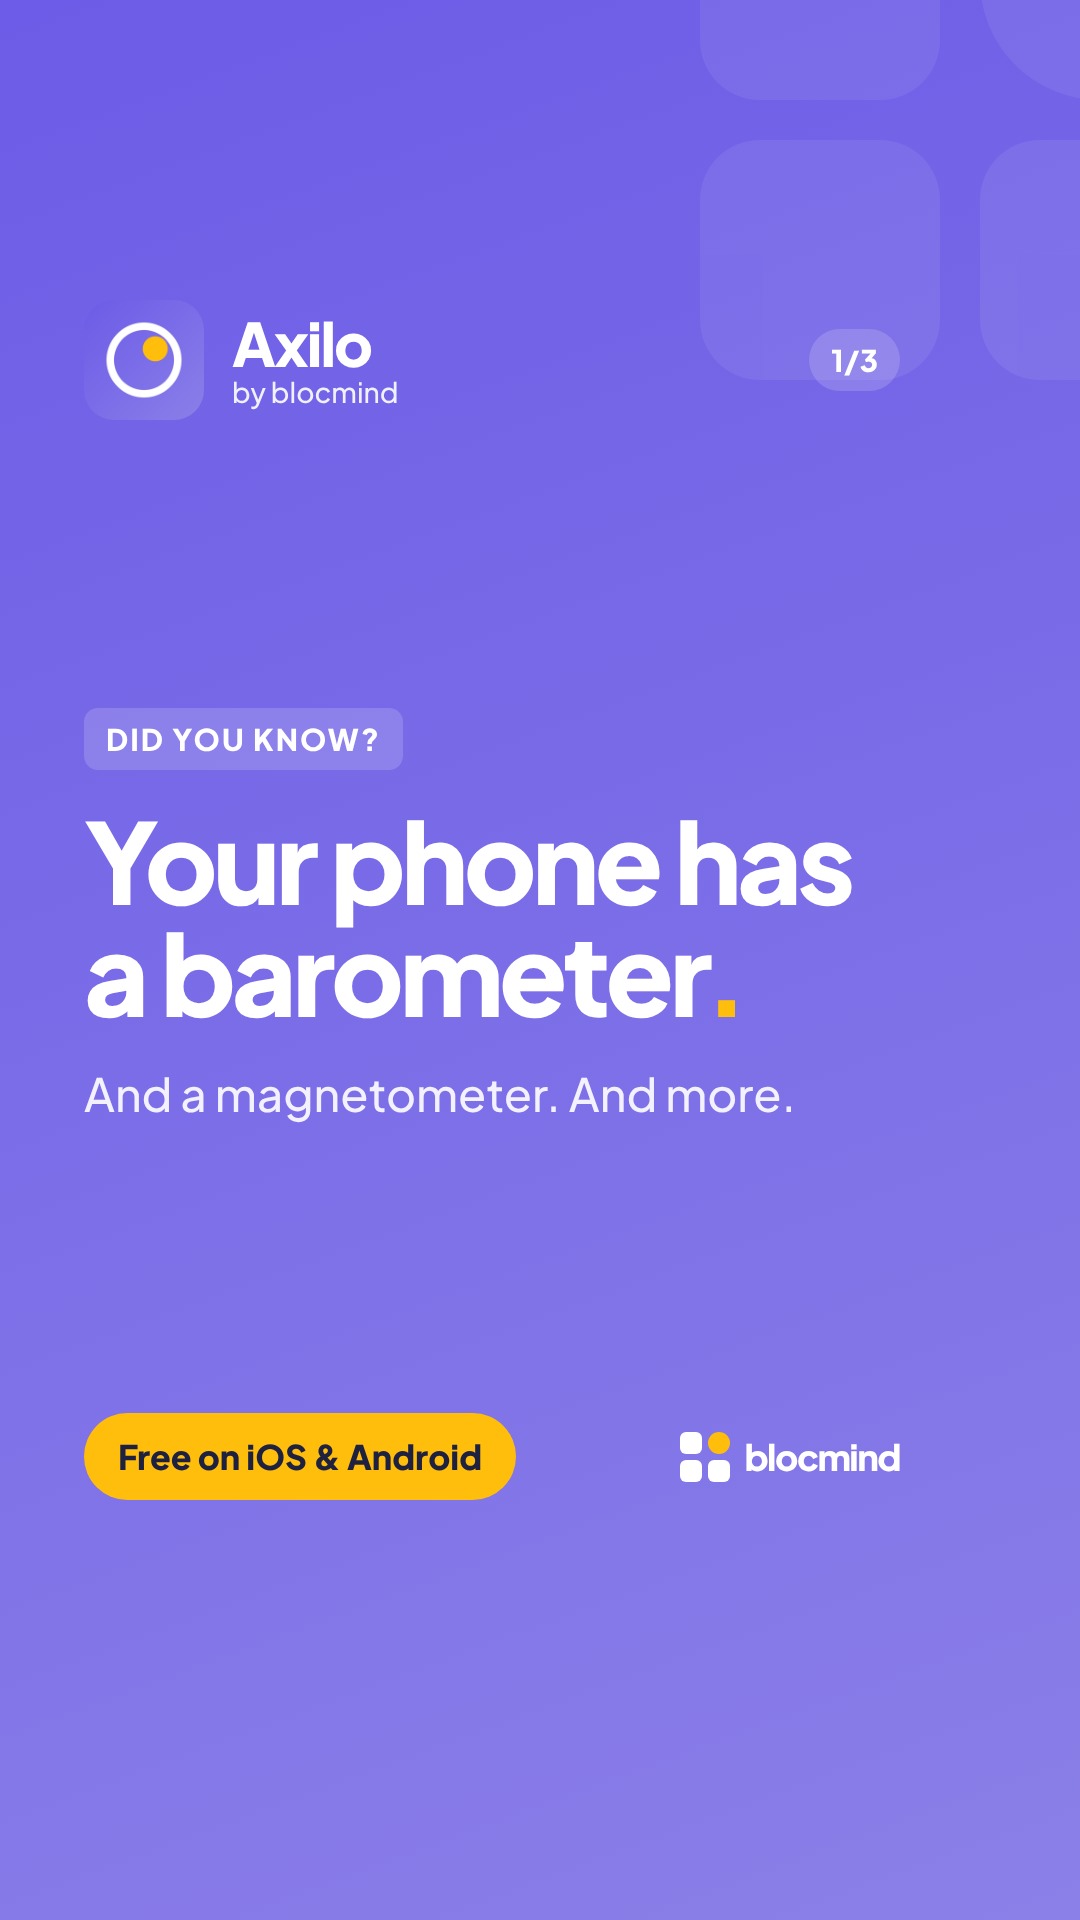 Axilo
by blocmind
1/3
DID YOU KNOW?
Your phone has
a barometer.
And a magnetometer. And more.
Free on iOS & Android
blocmind